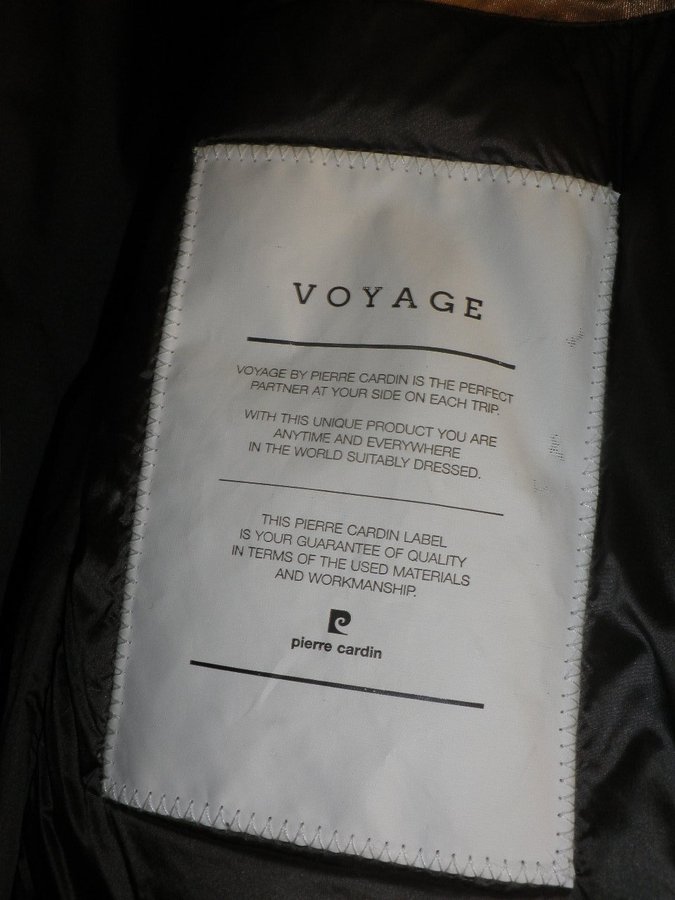 VOYAGE
VOYAGE BY PIERRE CARDIN IS THE PERFECT
PARTNER AT YOUR SIDE ON EACH TRIP.
WITH THIS UNIQUE PRODUCT YOU ARE
ANYTIME AND EVERYWHERE
IN THE WORLD SUITABLY DRESSED.
THIS PIERRE CARDIN LABEL
IS YOUR GUARANTEE OF QUALITY
IN TERMS OF THE USED MATERIALS
AND WORKMANSHIP.
pierre cardin